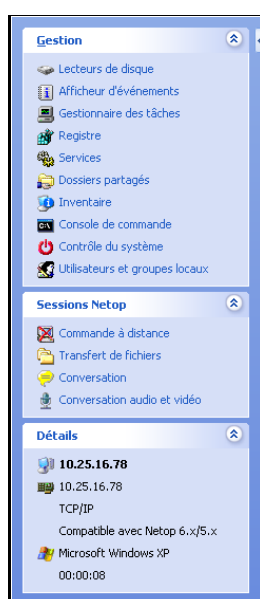 Gestion
Lecteurs de disque
Afficheur d'événements
Gestionnaire des tâches
Registre
Services
Dossiers partagés
Inventaire
Console de commande
Contrôle du système
Utilisateurs et groupes locaux
Sessions Netop
Commande à distance
Transfert de fichiers
Conversation
Conversation audio et vidéo
Détails
10.25.16.78
10.25.16.78
TCP/IP
Compatible avec Netop 6.x/5.x
Microsoft Windows XP
00:00:08